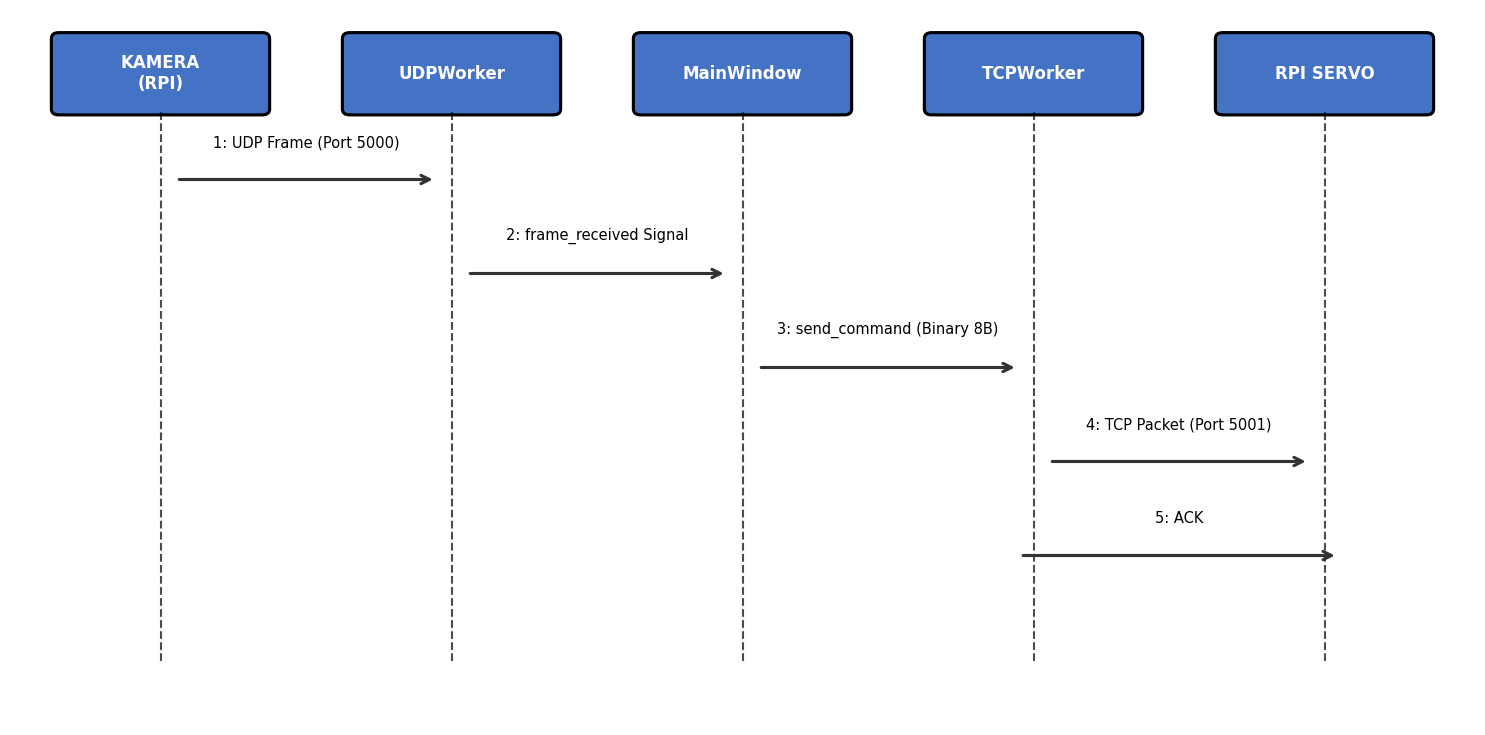 KAMERA
(RPI)
UDPWorker
MainWindow
TCPWorker
RPI SERVO
1: UDP Frame (Port 5000)
2: frame_received Signal
3: send_command (Binary 8B)
4: TCP Packet (Port 5001)
5: ACK